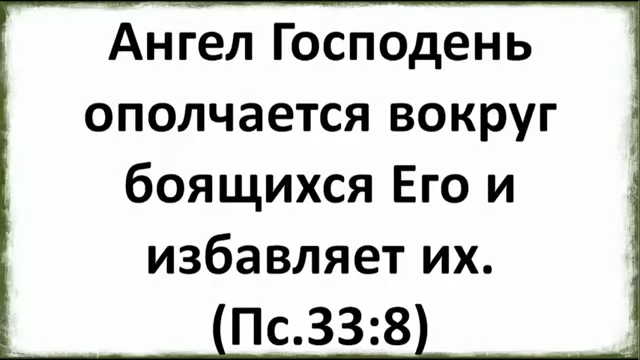 Ангел Господень
ополчается вокруг
боящихся Его и
избавляет их.
(Пс.33:8)